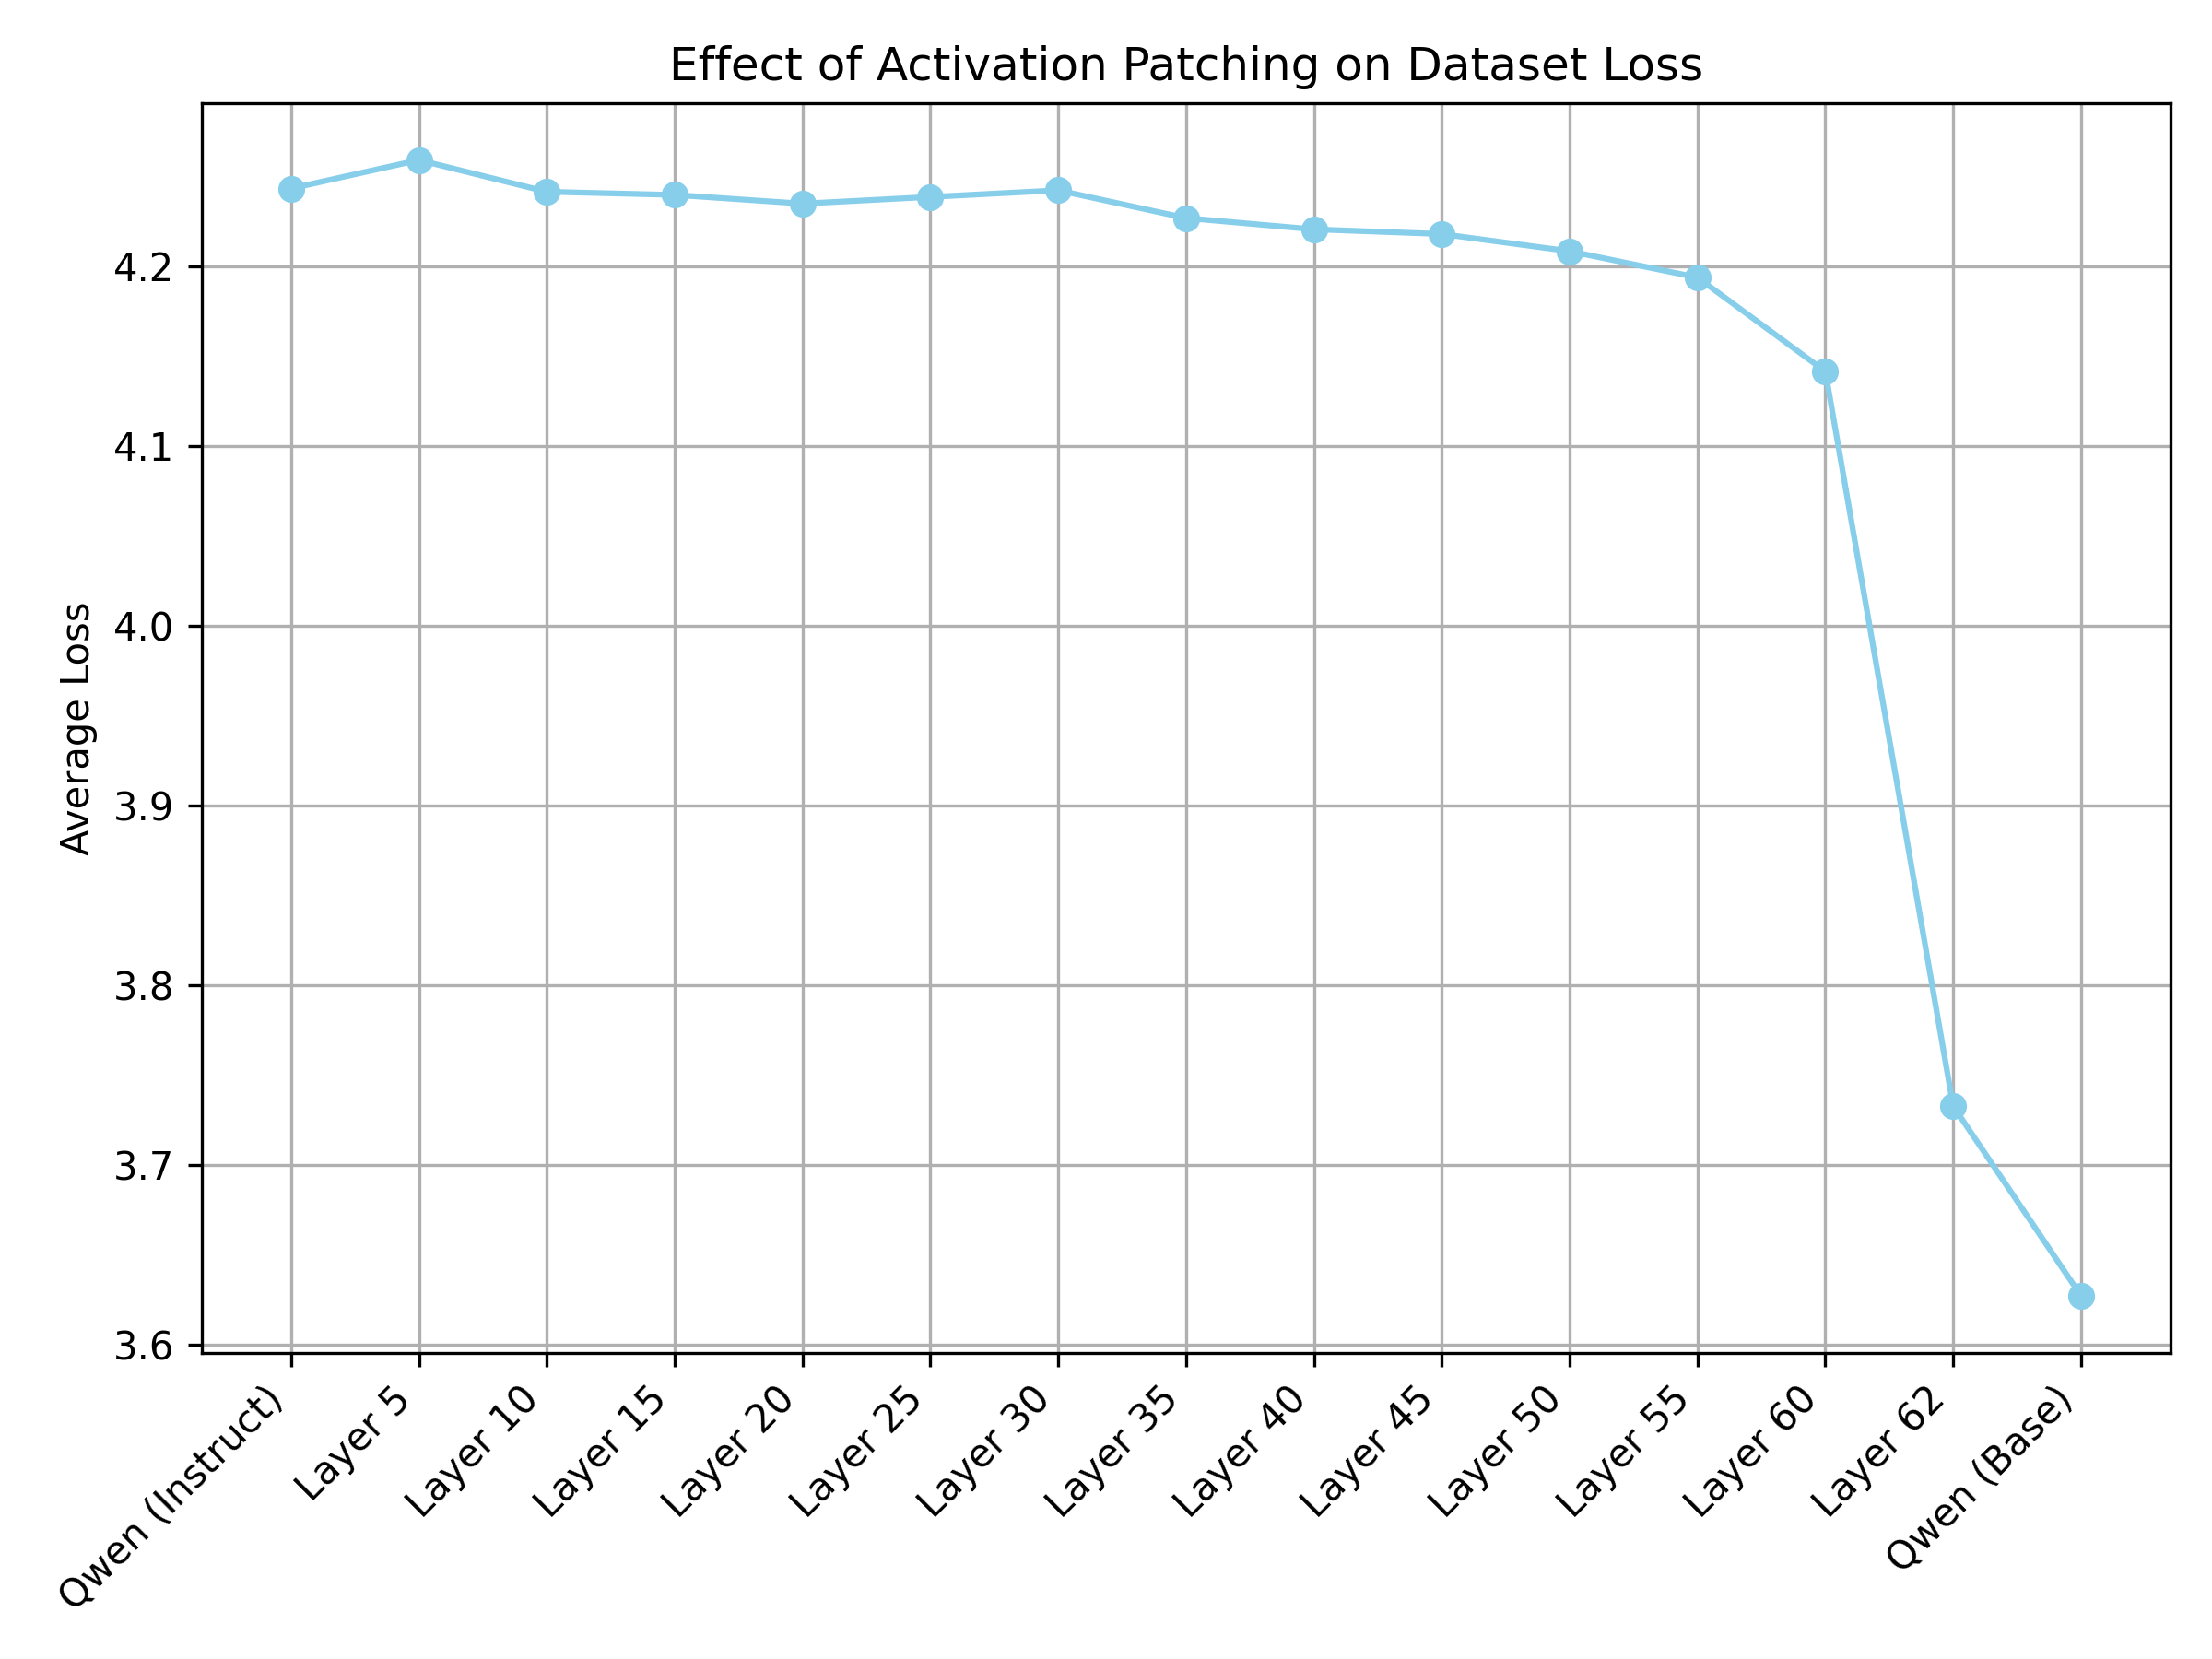 Effect of Activation Patching on Dataset Loss
Average Loss
4.2
4.1
4.0
3.9
3.8
3.7
3.6
Qwen (Instruct)
Layer 5
Layer 10
Layer 15
Layer 20
Layer 25
Layer 30
Layer 35
Layer 40
Layer 45
Layer 50
Layer 55
Layer 60
Layer 62
Qwen (Base)